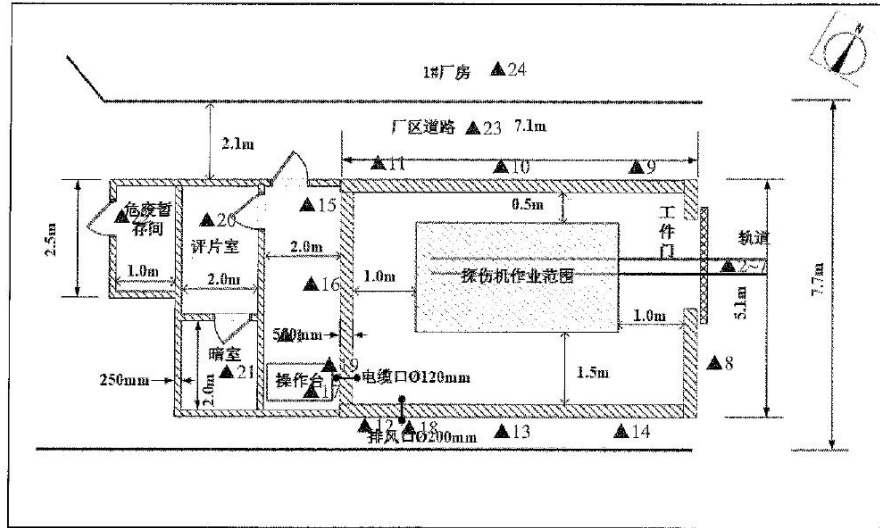 N
1#厂房 ▲24
厂区道路 ▲23 7.1m
2.1m
▲11 ▲10 ▲9
危废暂存间
▲20
评片室
▲15
0.5m
工件门
轨道
2.5m
1.0m
2.0m
2.0m
▲16
1.0m
探伤机作业范围
1.0m
▲2~7
5.1m
7.7m
500mm
暗室
▲21
250mm
2.0m
操作台
▲19
电缆口Ø120mm
1.5m
▲8
▲12 ▲18 ▲13 ▲14
排风口Ø200mm